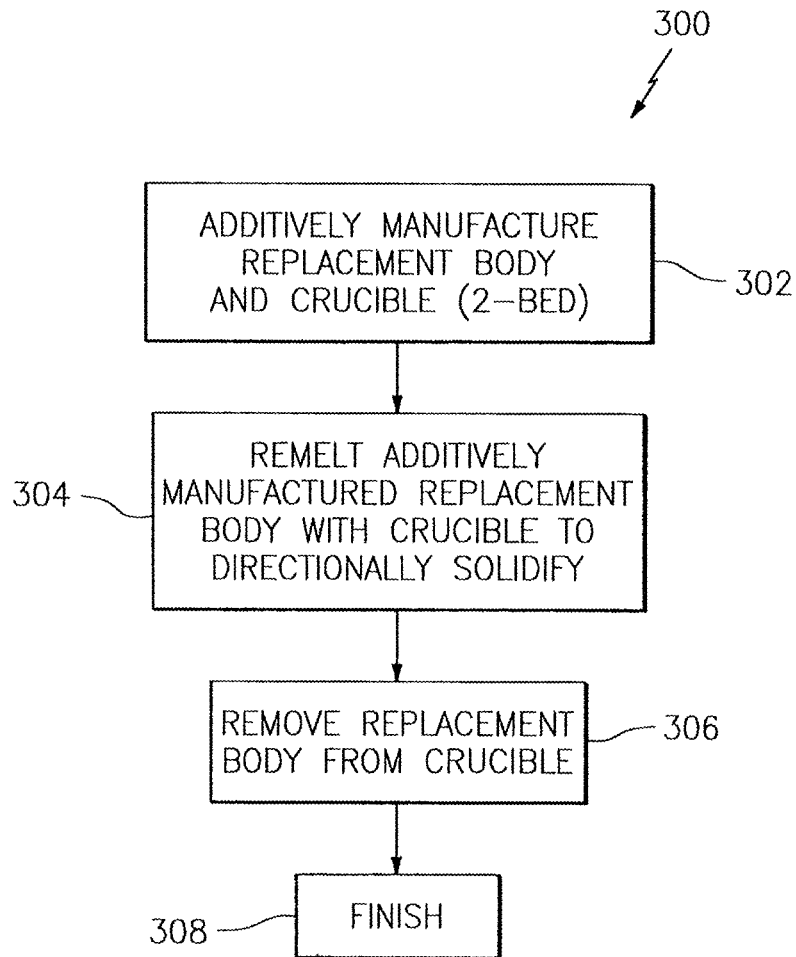 300
ADDITIVELY MANUFACTURE
REPLACEMENT BODY
AND CRUCIBLE (2-BED)
302
REMELT ADDITIVELY
MANUFACTURED REPLACEMENT
BODY WITH CRUCIBLE TO
DIRECTIONALLY SOLIDIFY
304
REMOVE REPLACEMENT
BODY FROM CRUCIBLE
306
FINISH
308